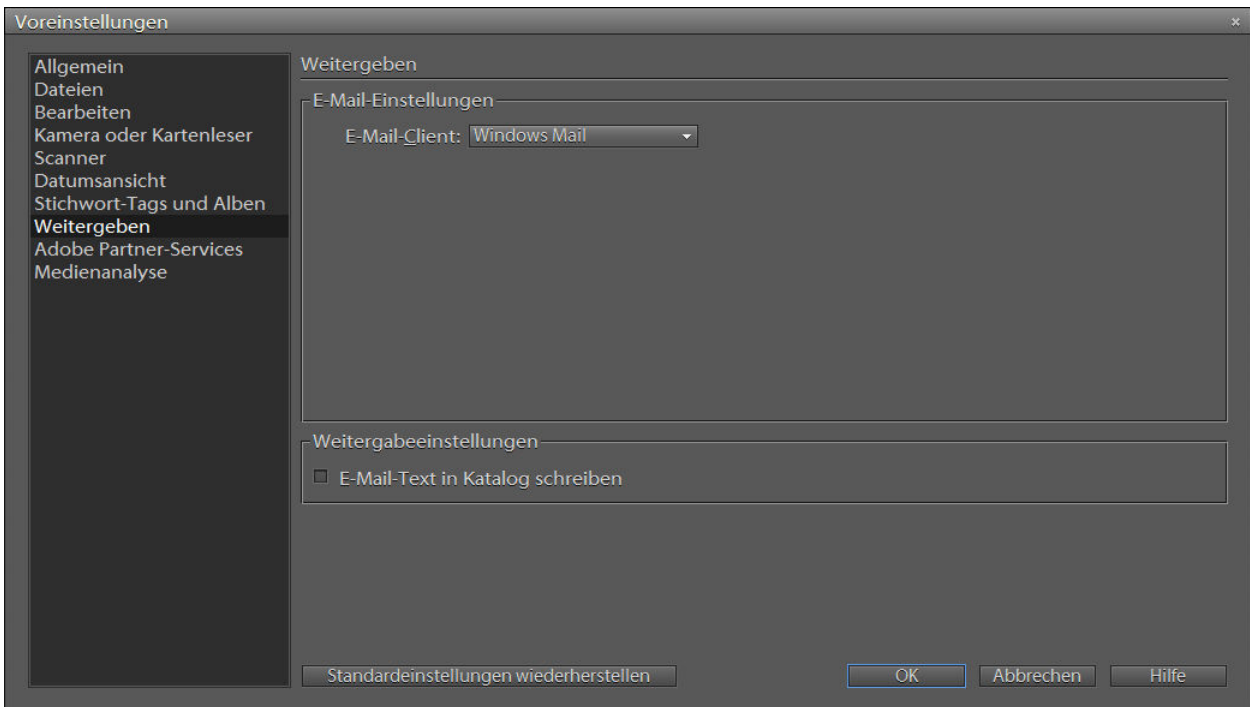 Voreinstellungen
Allgemein
Dateien
Bearbeiten
Kamera oder Kartenleser
Scanner
Datumsansicht
Stichwort-Tags und Alben
Weitergeben
Adobe Partner-Services
Medienanalyse
Weitergeben
E-Mail-Einstellungen
E-Mail-Client: Windows Mail
Weitergabeeinstellungen
E-Mail-Text in Katalog schreiben
Standardeinstellungen wiederherstellen OK Abbrechen Hilfe